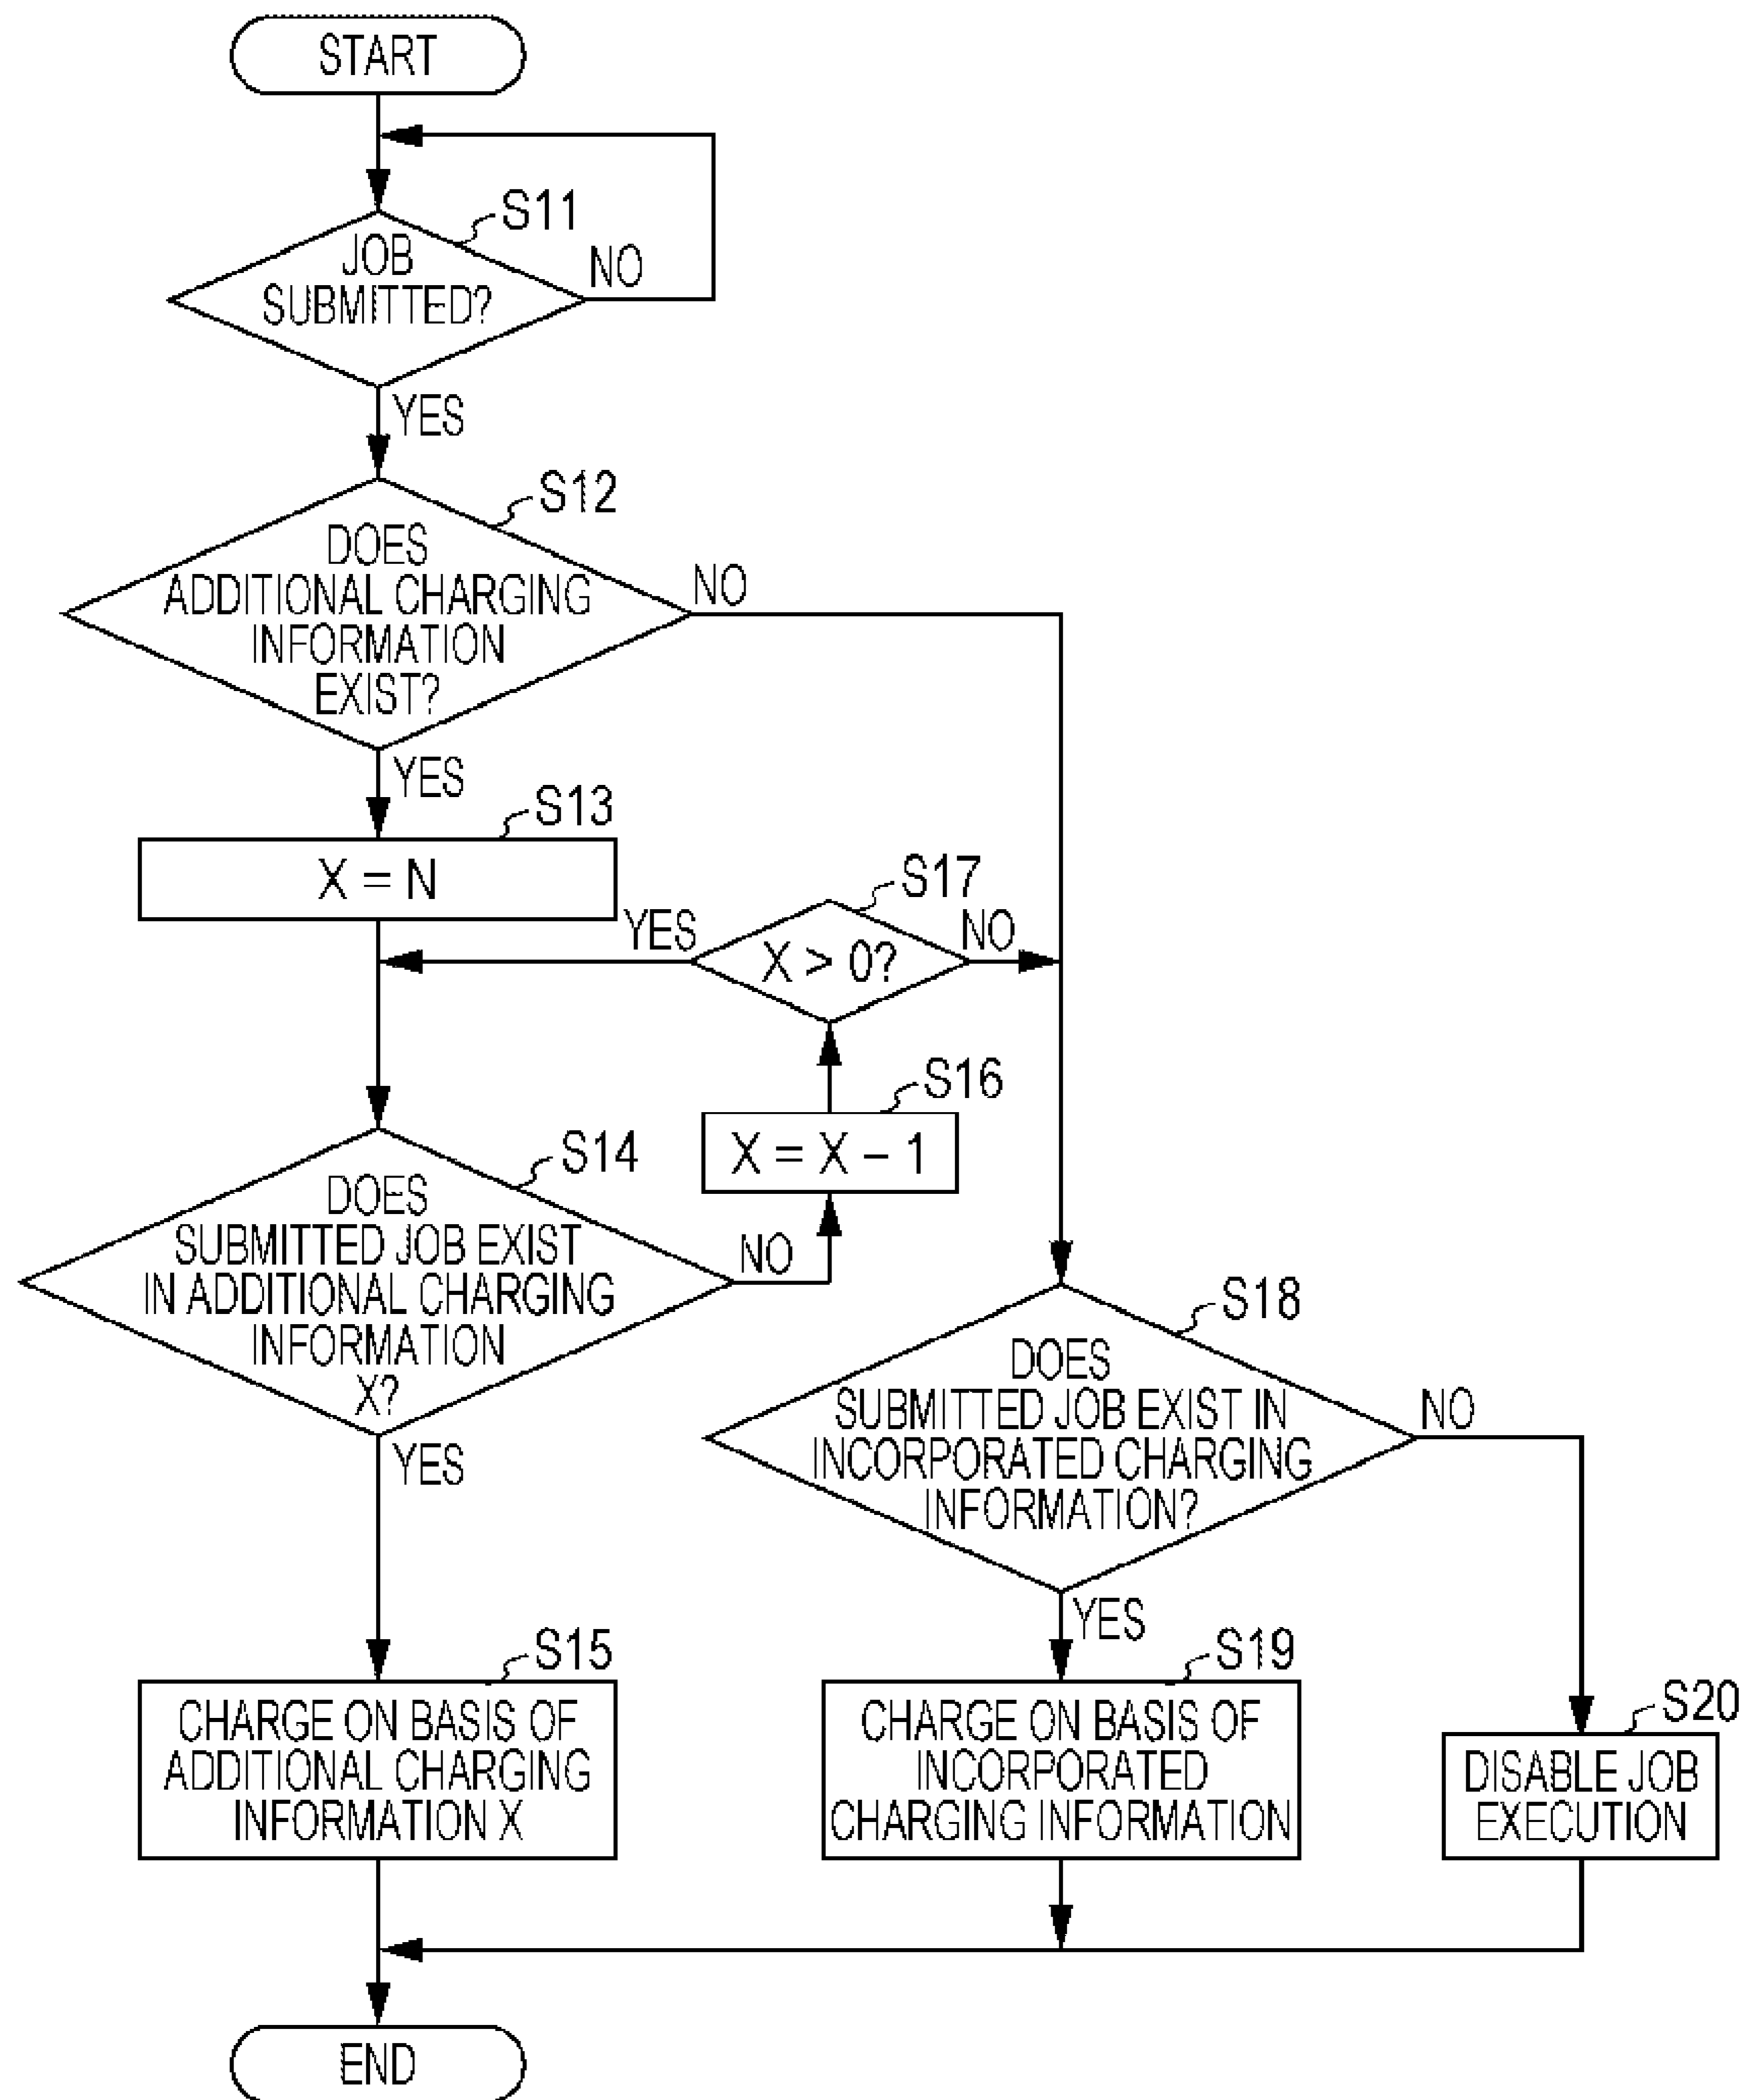 START
S11
JOB
SUBMITTED?
NO
YES
S12
DOES
ADDITIONAL CHARGING
INFORMATION
EXIST?
NO
YES
S13
X = N
S17
YES
X > 0?
NO
S16
X = X – 1
S14
DOES
SUBMITTED JOB EXIST
IN ADDITIONAL CHARGING
INFORMATION
X?
NO
YES
S18
DOES
SUBMITTED JOB EXIST IN
INCORPORATED CHARGING
INFORMATION?
NO
YES
S15
CHARGE ON BASIS OF
ADDITIONAL CHARGING
INFORMATION X
S19
CHARGE ON BASIS OF
INCORPORATED
CHARGING INFORMATION
S20
DISABLE JOB
EXECUTION
END